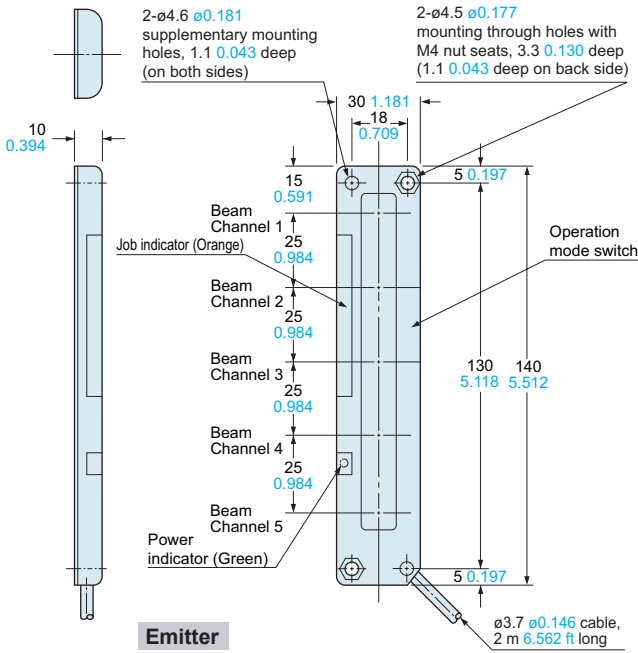 2-ø4.6 ø0.181
supplementary mounting
holes, 1.1 0.043 deep
(on both sides)
2-ø4.5 ø0.177
mounting through holes with
M4 nut seats, 3.3 0.130 deep
(1.1 0.043 deep on back side)
30 1.181
18
0.709
10
0.394
15
0.591
5 0.197
Beam
Channel 1
Job indicator (Orange)
25
0.984
Operation
mode switch
Beam
Channel 2
25
0.984
Beam
Channel 3
130
5.118
140
5.512
25
0.984
Beam
Channel 4
25
0.984
Beam
Channel 5
Power
indicator (Green)
5 0.197
ø3.7 ø0.146 cable,
2 m 6.562 ft long
Emitter